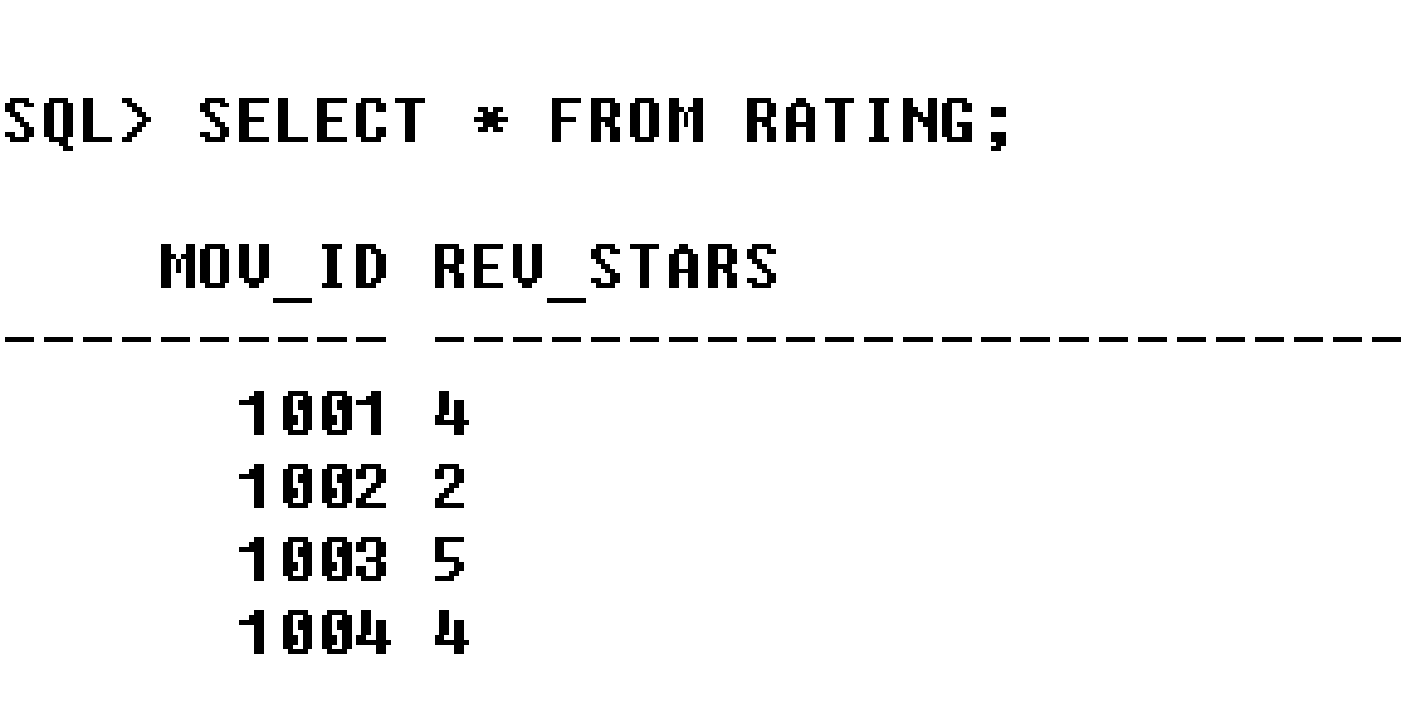 SQL> SELECT * FROM RATING;
MOV_ID REV_STARS
---------- -------------------------
1001 4
1002 2
1003 5
1004 4